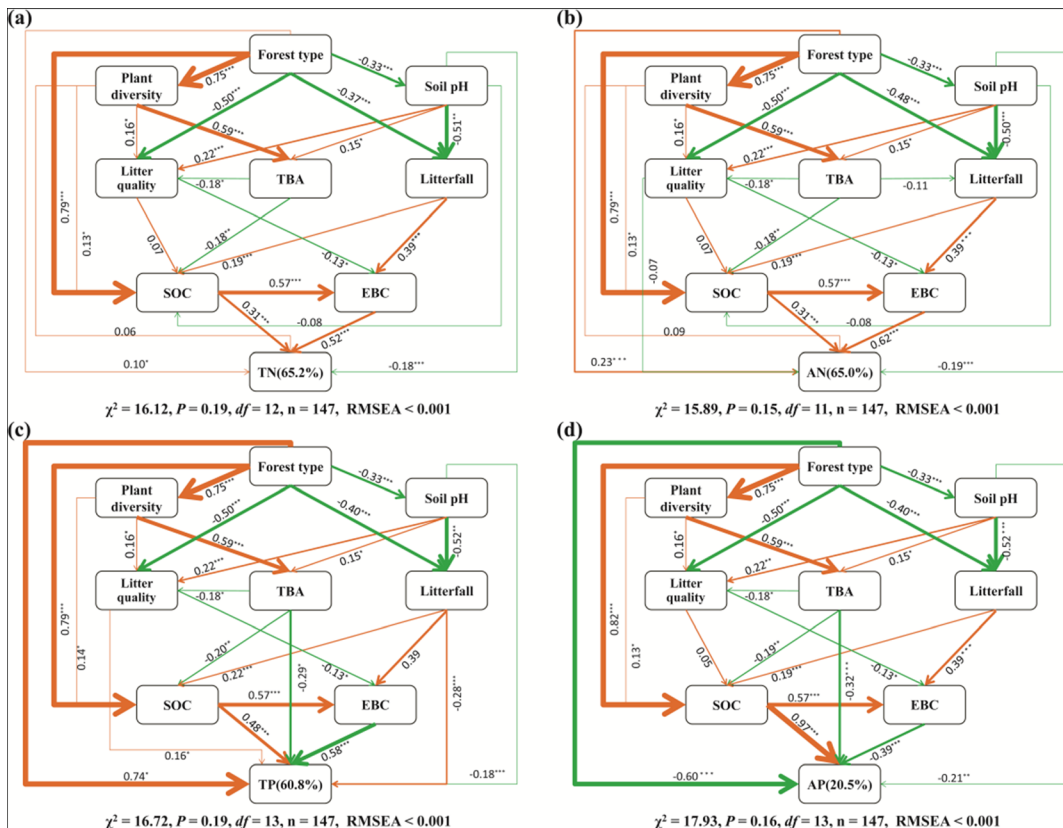 (a)
Forest type
-0.33***
Plant
diversity
0.75***
Soil pH
-0.50***
-0.37***
0.16*
0.59***
0.22***
0.15*
-0.51**
Litter
quality
-0.18*
TBA
Litterfall
0.79***
0.13*
0.07
-0.18**
0.19***
-0.13*
0.39***
SOC
0.57***
EBC
0.31***
-0.08
0.06
0.52***
0.10*
TN(65.2%)
-0.18***
χ² = 16.12, P = 0.19, df = 12, n = 147, RMSEA < 0.001
(b)
Forest type
-0.33***
Plant
diversity
0.75***
Soil pH
-0.50***
-0.48***
0.16*
0.59***
0.22***
0.15*
-0.50***
Litter
quality
-0.18*
TBA
-0.11
Litterfall
0.79***
0.13*
-0.07
0.07
-0.18**
0.19***
-0.13*
0.39***
SOC
0.57***
EBC
0.31***
-0.08
0.09
0.62***
0.23***
AN(65.0%)
-0.19***
χ² = 15.89, P = 0.15, df = 11, n = 147, RMSEA < 0.001
(c)
Forest type
-0.33***
Plant
diversity
0.75***
Soil pH
-0.50***
-0.40***
0.16*
0.59***
0.22***
0.15*
-0.52**
Litter
quality
-0.18*
TBA
Litterfall
0.79***
0.14*
-0.20**
0.22***
-0.29*
-0.13*
0.39
-0.28***
SOC
0.57***
EBC
0.48***
0.58***
0.16*
0.74*
TP(60.8%)
-0.18***
χ² = 16.72, P = 0.19, df = 13, n = 147, RMSEA < 0.001
(d)
Forest type
-0.33***
Plant
diversity
0.75***
Soil pH
-0.50***
-0.40***
0.16*
0.59***
0.22**
0.15*
-0.52***
Litter
quality
-0.18*
TBA
Litterfall
0.82***
0.13*
0.05
-0.19**
0.19***
-0.32***
-0.13*
0.39***
SOC
0.57***
EBC
0.97***
-0.39***
-0.60***
AP(20.5%)
-0.21**
χ² = 17.93, P = 0.16, df = 13, n = 147, RMSEA < 0.001